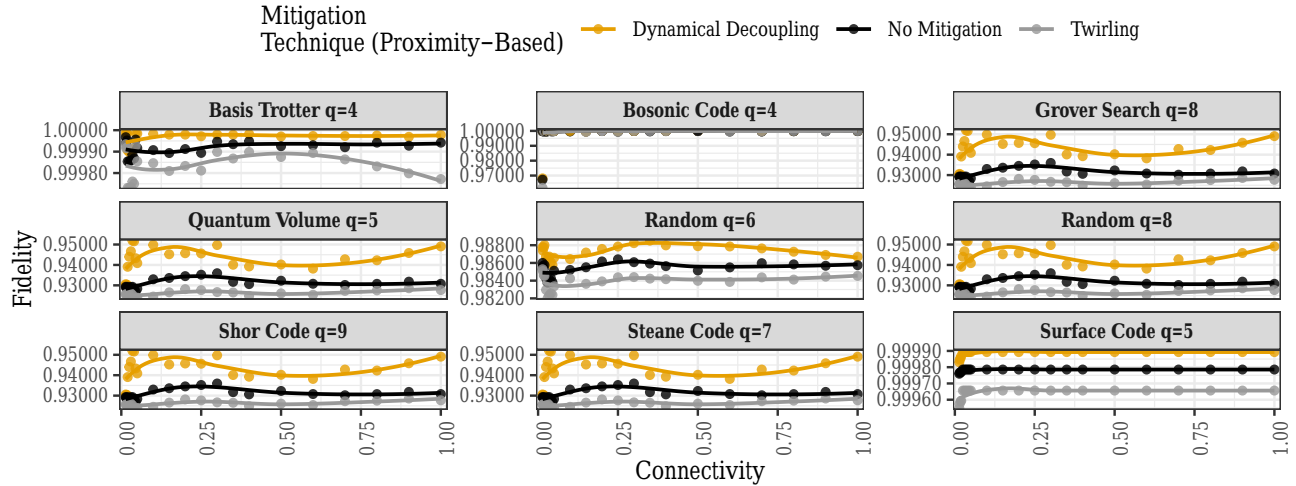 Mitigation
Technique (Proximity−Based)
Dynamical Decoupling
No Mitigation
Twirling
Basis Trotter q=4
Bosonic Code q=4
Grover Search q=8
1.00000
0.99990
0.99980
1.00000
0.99000
0.98000
0.97000
0.95000
0.94000
0.93000
Quantum Volume q=5
Random q=6
Random q=8
0.95000
0.94000
0.93000
0.98800
0.98600
0.98400
0.98200
0.95000
0.94000
0.93000
Shor Code q=9
Steane Code q=7
Surface Code q=5
0.95000
0.94000
0.93000
0.95000
0.94000
0.93000
0.99990
0.99980
0.99970
0.99960
Fidelity
0.00 0.25 0.50 0.75 1.00
0.00 0.25 0.50 0.75 1.00
0.00 0.25 0.50 0.75 1.00
Connectivity